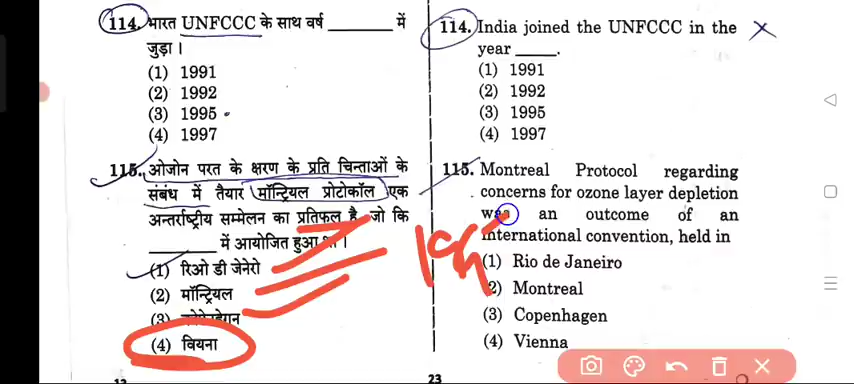 114. भारत UNFCCC के साथ वर्ष ______ में
जुड़ा ।
(1) 1991
(2) 1992
(3) 1995
(4) 1997
115. ओजोन परत के क्षरण के प्रति चिन्ताओं के
संबंध में तैयार मॉन्ट्रियल प्रोटोकॉल एक
अन्तर्राष्ट्रीय सम्मेलन का प्रतिफल है, जो कि
______ में आयोजित हुआ था ।
(1) रिओ डी जेनेरो
(2) मॉन्ट्रियल
(3)
(4) वियना
114. India joined the UNFCCC in the
year ____.
(1) 1991
(2) 1992
(3) 1995
(4) 1997
115. Montreal Protocol regarding
concerns for ozone layer depletion
was an outcome of an
international convention, held in
(1) Rio de Janeiro
(2) Montreal
(3) Copenhagen
(4) Vienna
23